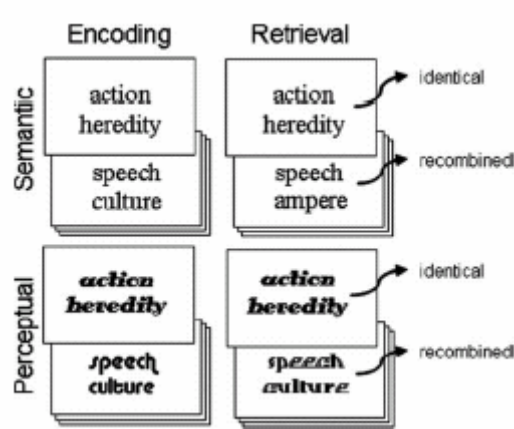 Encoding
Retrieval
Semantic
action
heredity
speech
culture
action
heredity
identical
speech
ampere
recombined
Perceptual
action
heredity
speech
culture
action
heredity
identical
speech
culture
recombined